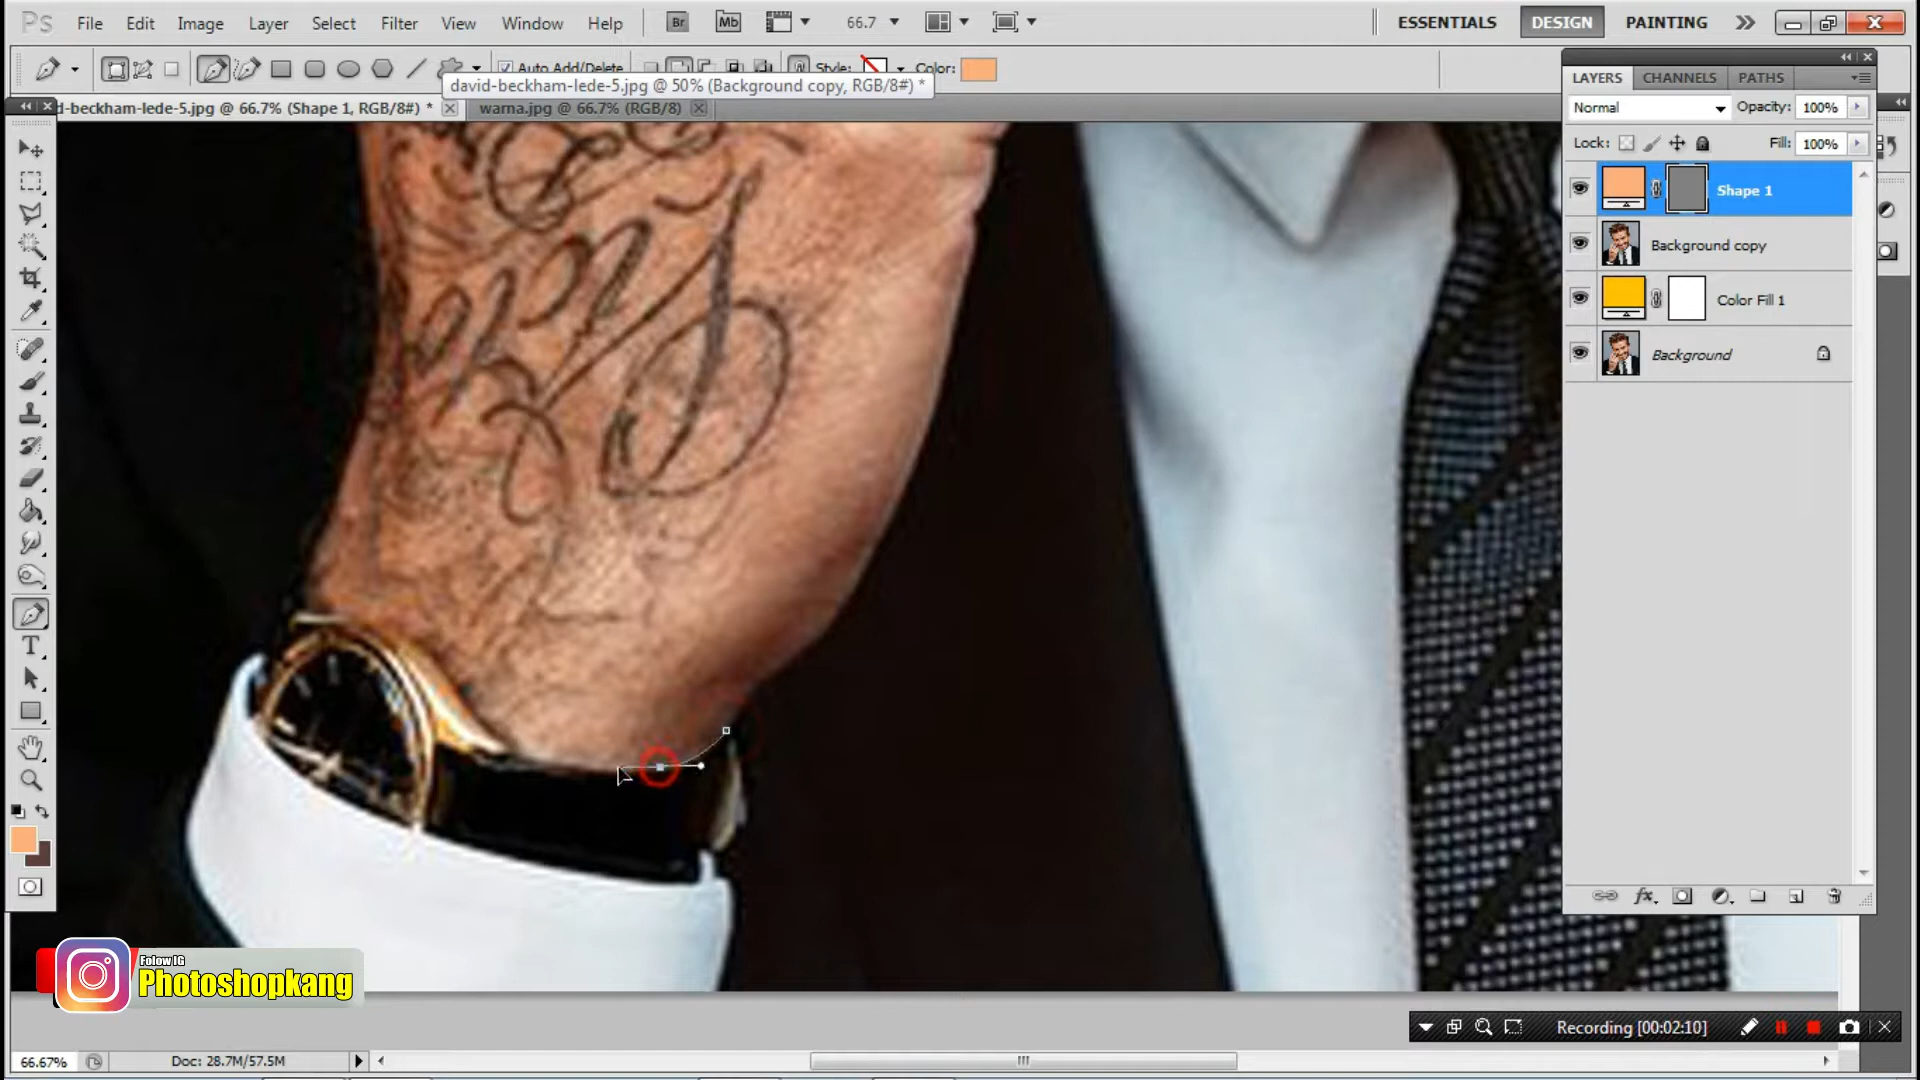 Ps File Edit Image Layer Select Filter View Window Help Br Mb 66.7 ESSENTIALS DESIGN PAINTING
Auto Add/Delete Style: Color:
david-beckham-lede-5.jpg @ 50% (Background copy, RGB/8#) *
d-beckham-lede-5.jpg @ 66.7% (Shape 1, RGB/8#) * warna.jpg @ 66.7% (RGB/8)
LAYERS CHANNELS PATHS
Normal Opacity: 100%
Lock: Fill: 100%
Shape 1
Background copy
Color Fill 1
Background
T
fx
Folow IG
Photoshopkang
Recording [00:02:10]
66.67% Doc: 28.7M/57.5M